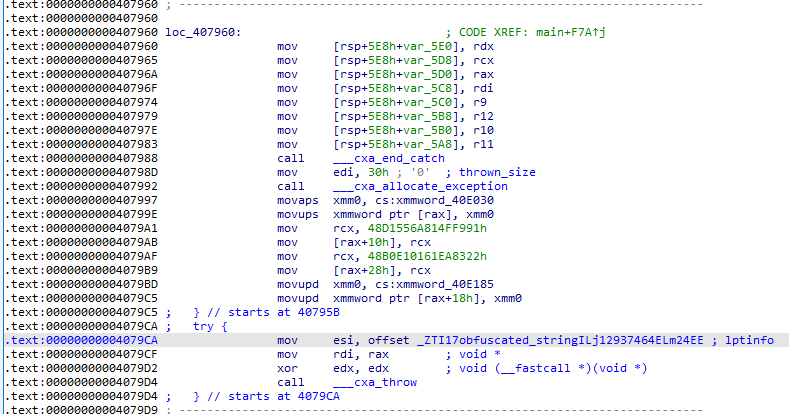 .text:0000000000407960 ; ---------------------------------------------------------------------------
.text:0000000000407960
.text:0000000000407960 loc_407960: ; CODE XREF: main+F7A↑j
.text:0000000000407960 mov [rsp+5E8h+var_5E0], rdx
.text:0000000000407965 mov [rsp+5E8h+var_5D8], rcx
.text:000000000040796A mov [rsp+5E8h+var_5D0], rax
.text:000000000040796F mov [rsp+5E8h+var_5C8], rdi
.text:0000000000407974 mov [rsp+5E8h+var_5C0], r9
.text:0000000000407979 mov [rsp+5E8h+var_5B8], r12
.text:000000000040797E mov [rsp+5E8h+var_5B0], r10
.text:0000000000407983 mov [rsp+5E8h+var_5A8], r11
.text:0000000000407988 call ___cxa_end_catch
.text:000000000040798D mov edi, 30h ; '0' ; thrown_size
.text:0000000000407992 call ___cxa_allocate_exception
.text:0000000000407997 movaps xmm0, cs:xmmword_40E030
.text:000000000040799E movups xmmword ptr [rax], xmm0
.text:00000000004079A1 mov rcx, 48D1556A814FF991h
.text:00000000004079AB mov [rax+10h], rcx
.text:00000000004079AF mov rcx, 48B0E10161EA8322h
.text:00000000004079B9 mov [rax+28h], rcx
.text:00000000004079BD movupd xmm0, cs:xmmword_40E185
.text:00000000004079C5 movupd xmmword ptr [rax+18h], xmm0
.text:00000000004079C5 ; } // starts at 40795B
.text:00000000004079CA ; try {
.text:00000000004079CA mov esi, offset _ZTI17obfuscated_stringILj12937464ELm24EE ; lptinfo
.text:00000000004079CF mov rdi, rax ; void *
.text:00000000004079D2 xor edx, edx ; void (__fastcall *)(void *)
.text:00000000004079D4 call ___cxa_throw
.text:00000000004079D4 ; } // starts at 4079CA
.text:00000000004079D9 ; ---------------------------------------------------------------------------